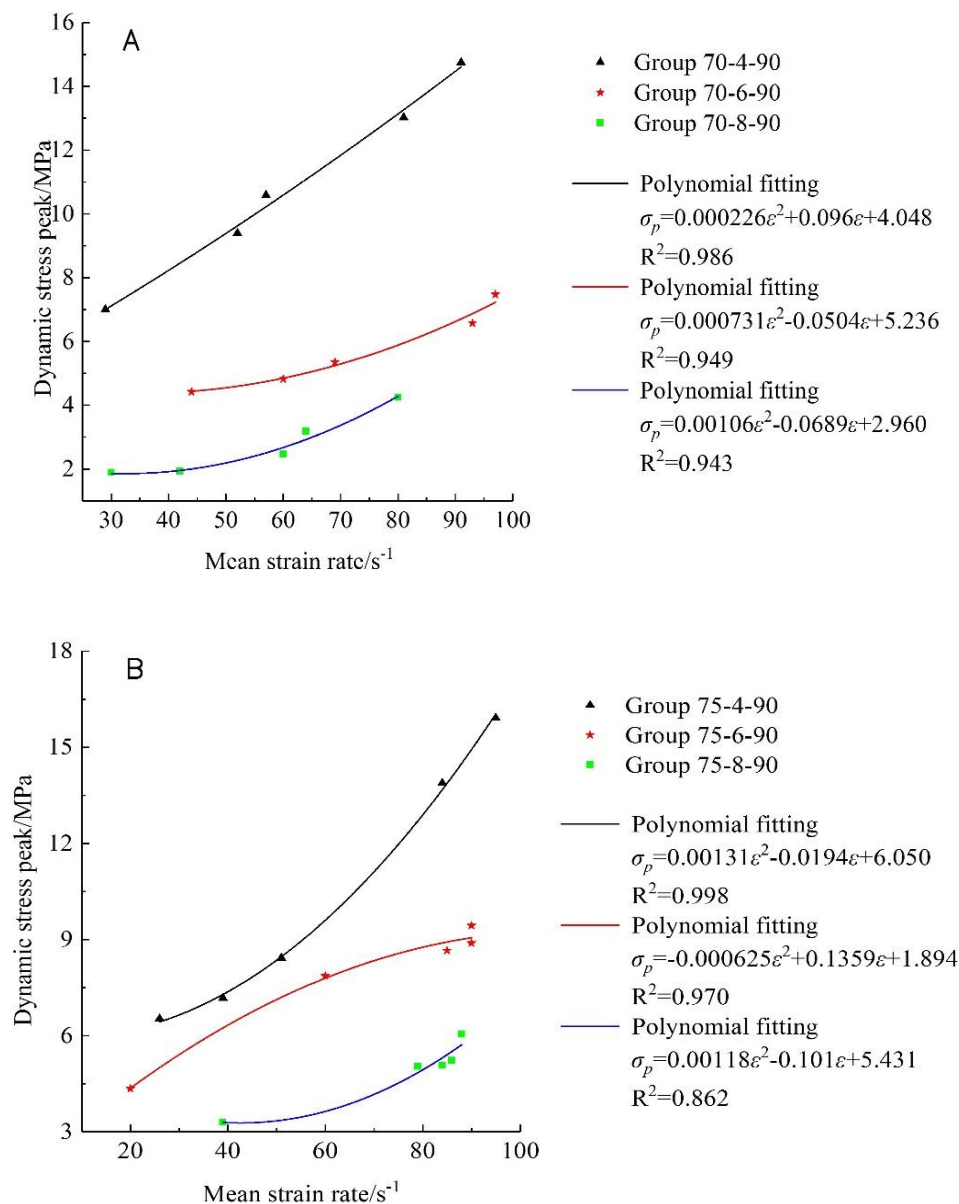 A
16
14
12
10
8
6
4
2
Dynamic stress peak/MPa
30 40 50 60 70 80 90 100
Mean strain rate/s⁻¹
Group 70-4-90
Group 70-6-90
Group 70-8-90
Polynomial fitting
σₚ=0.000226ε²+0.096ε+4.048
R²=0.986
Polynomial fitting
σₚ=0.000731ε²-0.0504ε+5.236
R²=0.949
Polynomial fitting
σₚ=0.00106ε²-0.0689ε+2.960
R²=0.943
B
18
15
12
9
6
3
Dynamic stress peak/MPa
20 40 60 80 100
Mean strain rate/s⁻¹
Group 75-4-90
Group 75-6-90
Group 75-8-90
Polynomial fitting
σₚ=0.00131ε²-0.0194ε+6.050
R²=0.998
Polynomial fitting
σₚ=-0.000625ε²+0.1359ε+1.894
R²=0.970
Polynomial fitting
σₚ=0.00118ε²-0.101ε+5.431
R²=0.862